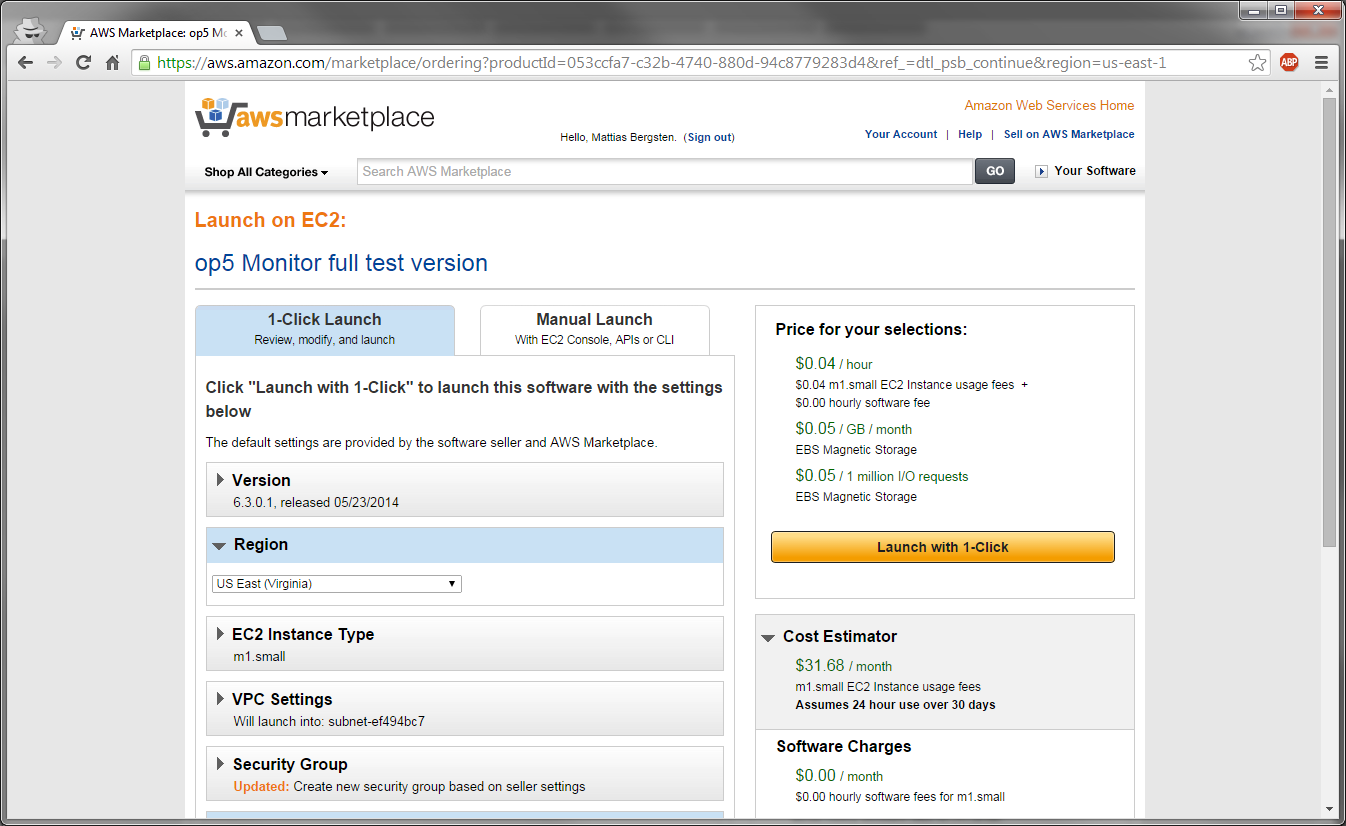 AWS Marketplace: op5 Mo
https://aws.amazon.com/marketplace/ordering?productId=053ccfa7-c32b-4740-880d-94c8779283d4&ref_=dtl_psb_continue&region=us-east-1
ABP
awsmarketplace
Amazon Web Services Home
Hello, Mattias Bergsten. (Sign out)
Your Account | Help | Sell on AWS Marketplace
Shop All Categories
Search AWS Marketplace
GO
Your Software
Launch on EC2:
op5 Monitor full test version
1-Click Launch
Review, modify, and launch
Manual Launch
With EC2 Console, APIs or CLI
Click "Launch with 1-Click" to launch this software with the settings
below
The default settings are provided by the software seller and AWS Marketplace.
Version
6.3.0.1, released 05/23/2014
Region
US East (Virginia)
EC2 Instance Type
m1.small
VPC Settings
Will launch into: subnet-ef494bc7
Security Group
Updated: Create new security group based on seller settings
Price for your selections:
$0.04 / hour
$0.04 m1.small EC2 Instance usage fees +
$0.00 hourly software fee
$0.05 / GB / month
EBS Magnetic Storage
$0.05 / 1 million I/O requests
EBS Magnetic Storage
Launch with 1-Click
Cost Estimator
$31.68 / month
m1.small EC2 Instance usage fees
Assumes 24 hour use over 30 days
Software Charges
$0.00 / month
$0.00 hourly software fees for m1.small